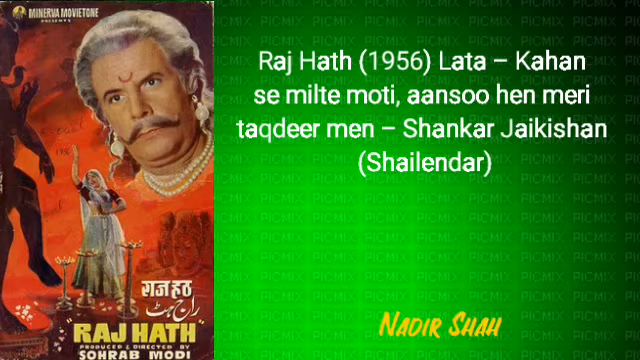 MINERVA MOVIETONE
PRESENTS
राज हठ
راج ہٹ
"RAJ HATH"
PRODUCED & DIRECTED BY
SOHRAB MODI
Raj Hath (1956) Lata – Kahan
se milte moti, aansoo hen meri
taqdeer men – Shankar Jaikishan
(Shailendar)
Nadir Shah